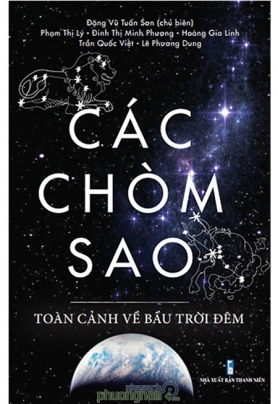 Đặng Vũ Tuấn Sơn (chủ biên)
Phạm Thị Lý • Đinh Thị Minh Phương • Hoàng Gia Linh
Trần Quốc Việt • Lê Phương Dung
CÁC
CHÒM
SAO
TOÀN CẢNH VỀ BẦU TRỜI ĐÊM
NHÀ XUẤT BẢN THANH NIÊN